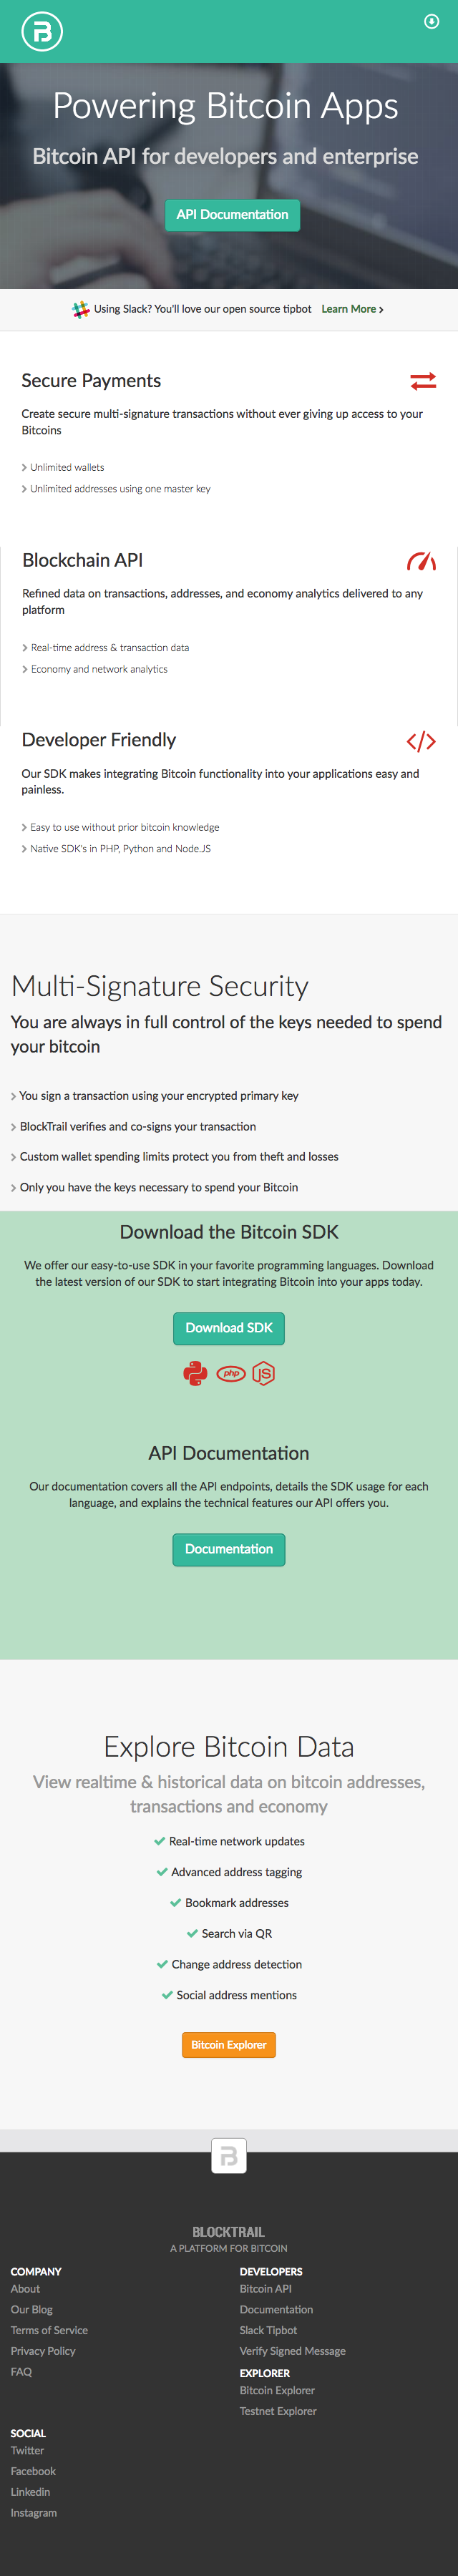 Powering Bitcoin Apps
Bitcoin API for developers and enterprise
API Documentation
Using Slack? You'll love our open source tipbot Learn More
Secure Payments
Create secure multi-signature transactions without ever giving up access to your
Bitcoins
Unlimited wallets
Unlimited addresses using one master key
Blockchain API
Refined data on transactions, addresses, and economy analytics delivered to any
platform
Real-time address & transaction data
Economy and network analytics
Developer Friendly
Our SDK makes integrating Bitcoin functionality into your applications easy and
painless.
Easy to use without prior bitcoin knowledge
Native SDK's in PHP, Python and Node.JS
Multi-Signature Security
You are always in full control of the keys needed to spend
your bitcoin
You sign a transaction using your encrypted primary key
BlockTrail verifies and co-signs your transaction
Custom wallet spending limits protect you from theft and losses
Only you have the keys necessary to spend your Bitcoin
Download the Bitcoin SDK
We offer our easy-to-use SDK in your favorite programming languages. Download
the latest version of our SDK to start integrating Bitcoin into your apps today.
Download SDK
php JS
API Documentation
Our documentation covers all the API endpoints, details the SDK usage for each
language, and explains the technical features our API offers you.
Documentation
Explore Bitcoin Data
View realtime & historical data on bitcoin addresses,
transactions and economy
Real-time network updates
Advanced address tagging
Bookmark addresses
Search via QR
Change address detection
Social address mentions
Bitcoin Explorer
BLOCKTRAIL
A PLATFORM FOR BITCOIN
COMPANY
About
Our Blog
Terms of Service
Privacy Policy
FAQ
DEVELOPERS
Bitcoin API
Documentation
Slack Tipbot
Verify Signed Message
EXPLORER
Bitcoin Explorer
Testnet Explorer
SOCIAL
Twitter
Facebook
Linkedin
Instagram